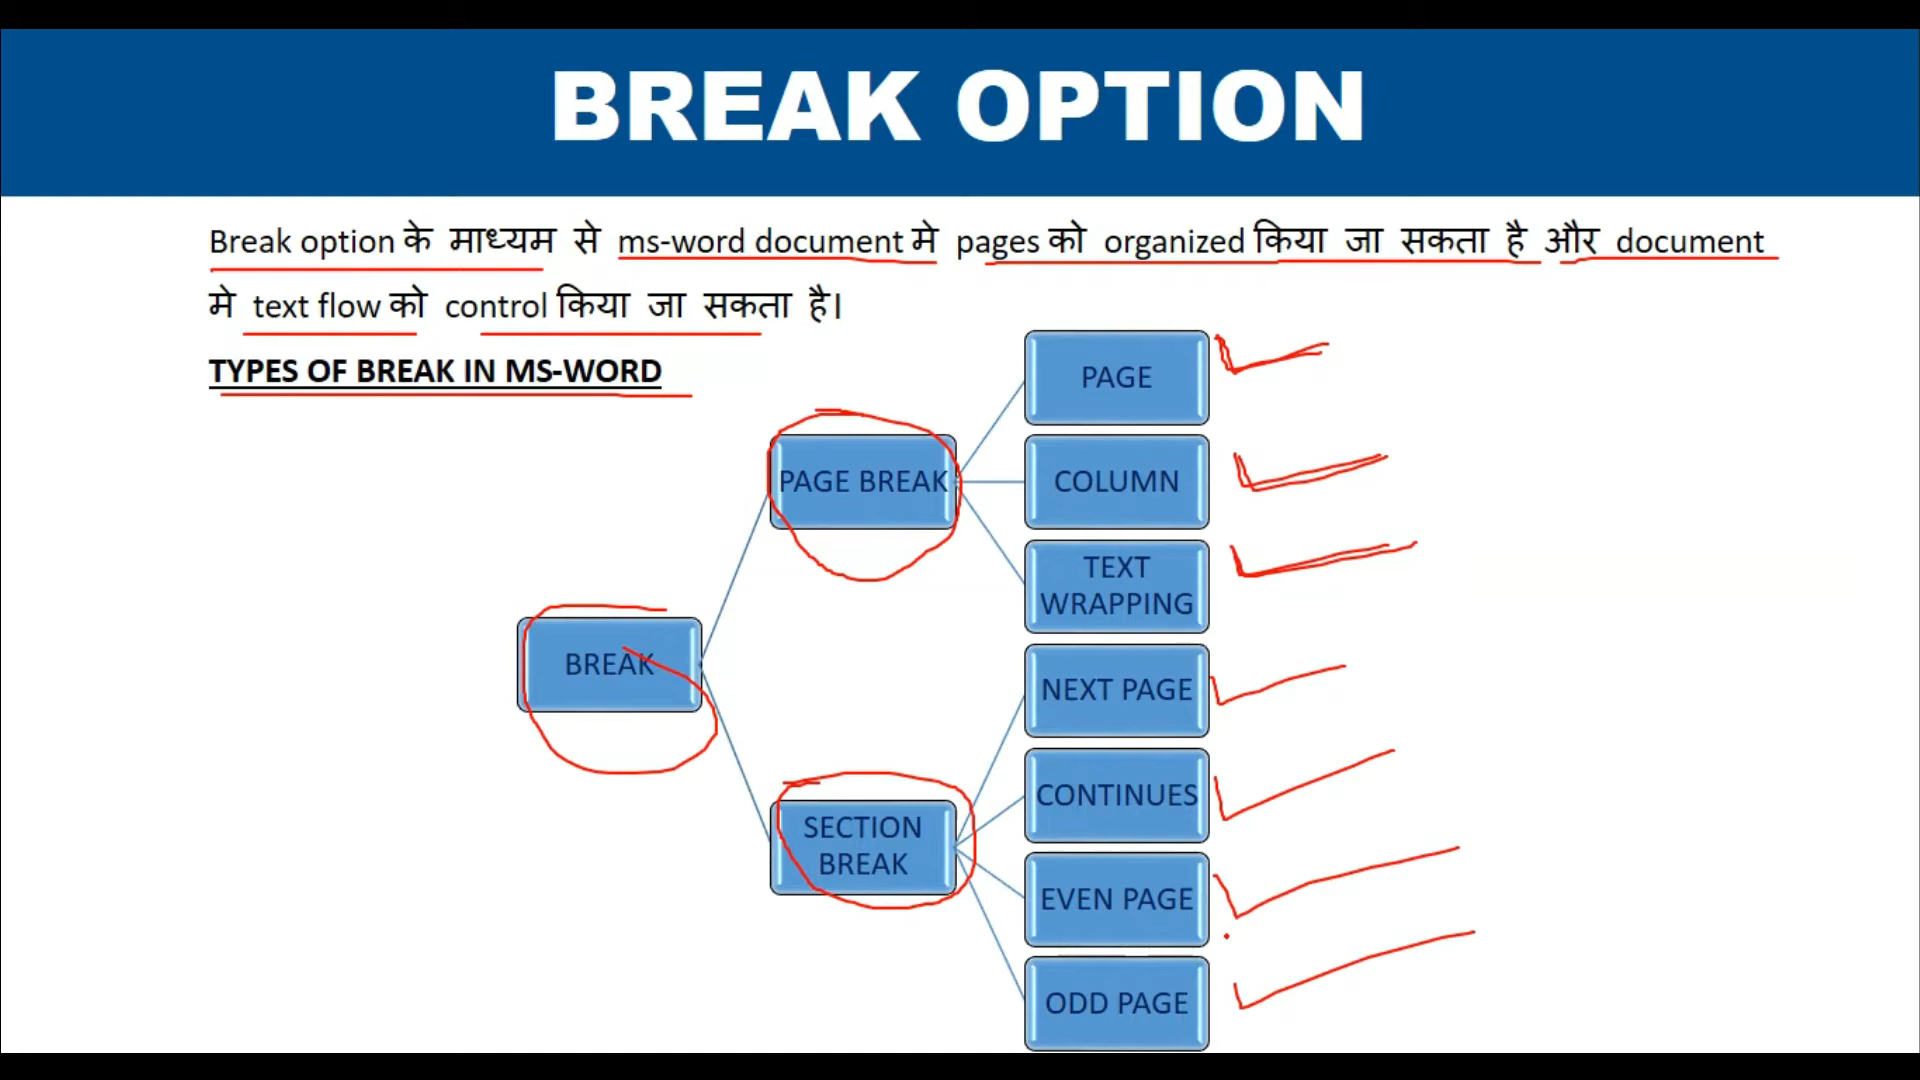 BREAK OPTION
Break option के माध्यम से ms-word document मे pages को organized किया जा सकता है और document
मे text flow को control किया जा सकता है।
TYPES OF BREAK IN MS-WORD
PAGE
PAGE BREAK
COLUMN
TEXT
WRAPPING
BREAK
NEXT PAGE
CONTINUES
SECTION
BREAK
EVEN PAGE
ODD PAGE